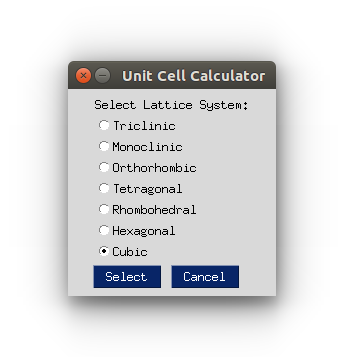 Unit Cell Calculator
Select Lattice System:
Triclinic
Monoclinic
Orthorhombic
Tetragonal
Rhombohedral
Hexagonal
Cubic
Select Cancel